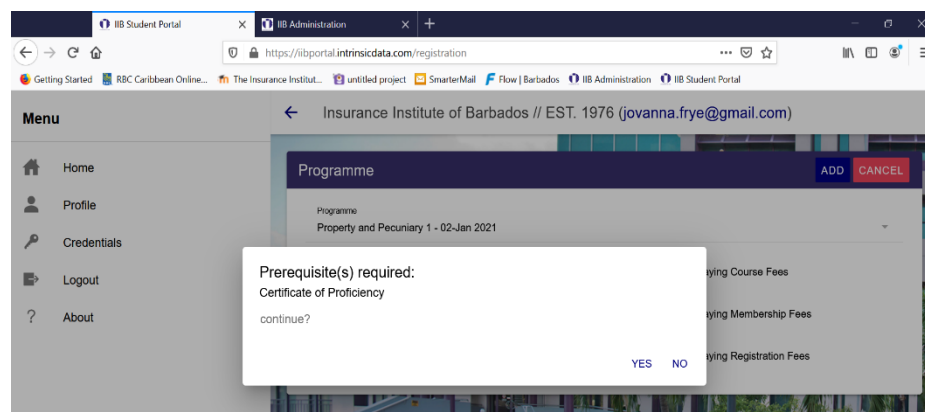 IIB Student Portal
IIB Administration
https://iibportal.intrinsicdata.com/registration
Getting Started RBC Caribbean Online... The Insurance Institut... untitled project SmarterMail Flow | Barbados IIB Administration IIB Student Portal
Menu
Insurance Institute of Barbados // EST. 1976 (jovanna.frye@gmail.com)
Home
Profile
Credentials
Logout
? About
Programme
ADD CANCEL
Programme
Property and Pecuniary 1 - 02-Jan 2021
Prerequisite(s) required:
Certificate of Proficiency
continue?
YES NO
aying Course Fees
aying Membership Fees
aying Registration Fees